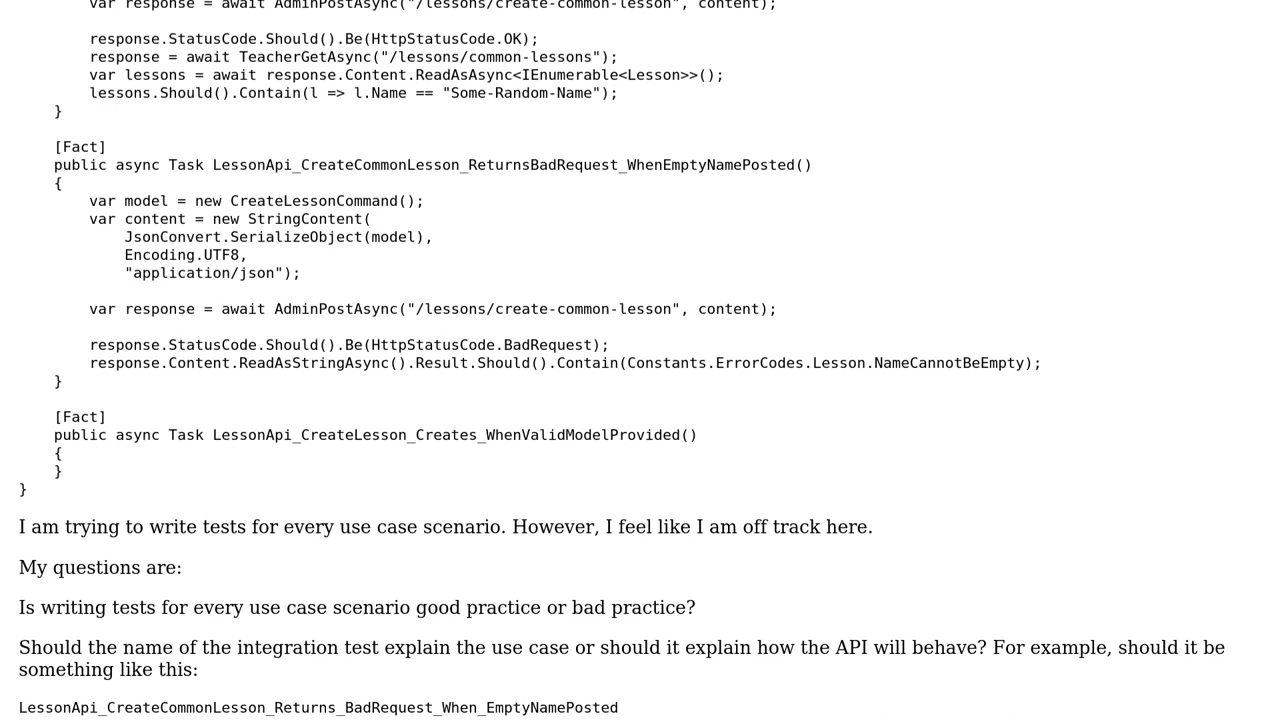 var response = await AdminPostAsync("/lessons/create-common-lesson", content);

        response.StatusCode.Should().Be(HttpStatusCode.OK);
        response = await TeacherGetAsync("/lessons/common-lessons");
        var lessons = await response.Content.ReadAsAsync<IEnumerable<Lesson>>();
        lessons.Should().Contain(l => l.Name == "Some-Random-Name");
    }

    [Fact]
    public async Task LessonApi_CreateCommonLesson_ReturnsBadRequest_WhenEmptyNamePosted()
    {
        var model = new CreateLessonCommand();
        var content = new StringContent(
            JsonConvert.SerializeObject(model),
            Encoding.UTF8,
            "application/json");

        var response = await AdminPostAsync("/lessons/create-common-lesson", content);

        response.StatusCode.Should().Be(HttpStatusCode.BadRequest);
        response.Content.ReadAsStringAsync().Result.Should().Contain(Constants.ErrorCodes.Lesson.NameCannotBeEmpty);
    }

    [Fact]
    public async Task LessonApi_CreateLesson_Creates_WhenValidModelProvided()
    {
    }
}
I am trying to write tests for every use case scenario. However, I feel like I am off track here.
My questions are:
Is writing tests for every use case scenario good practice or bad practice?
Should the name of the integration test explain the use case or should it explain how the API will behave? For example, should it be
something like this:
LessonApi_CreateCommonLesson_Returns_BadRequest_When_EmptyNamePosted